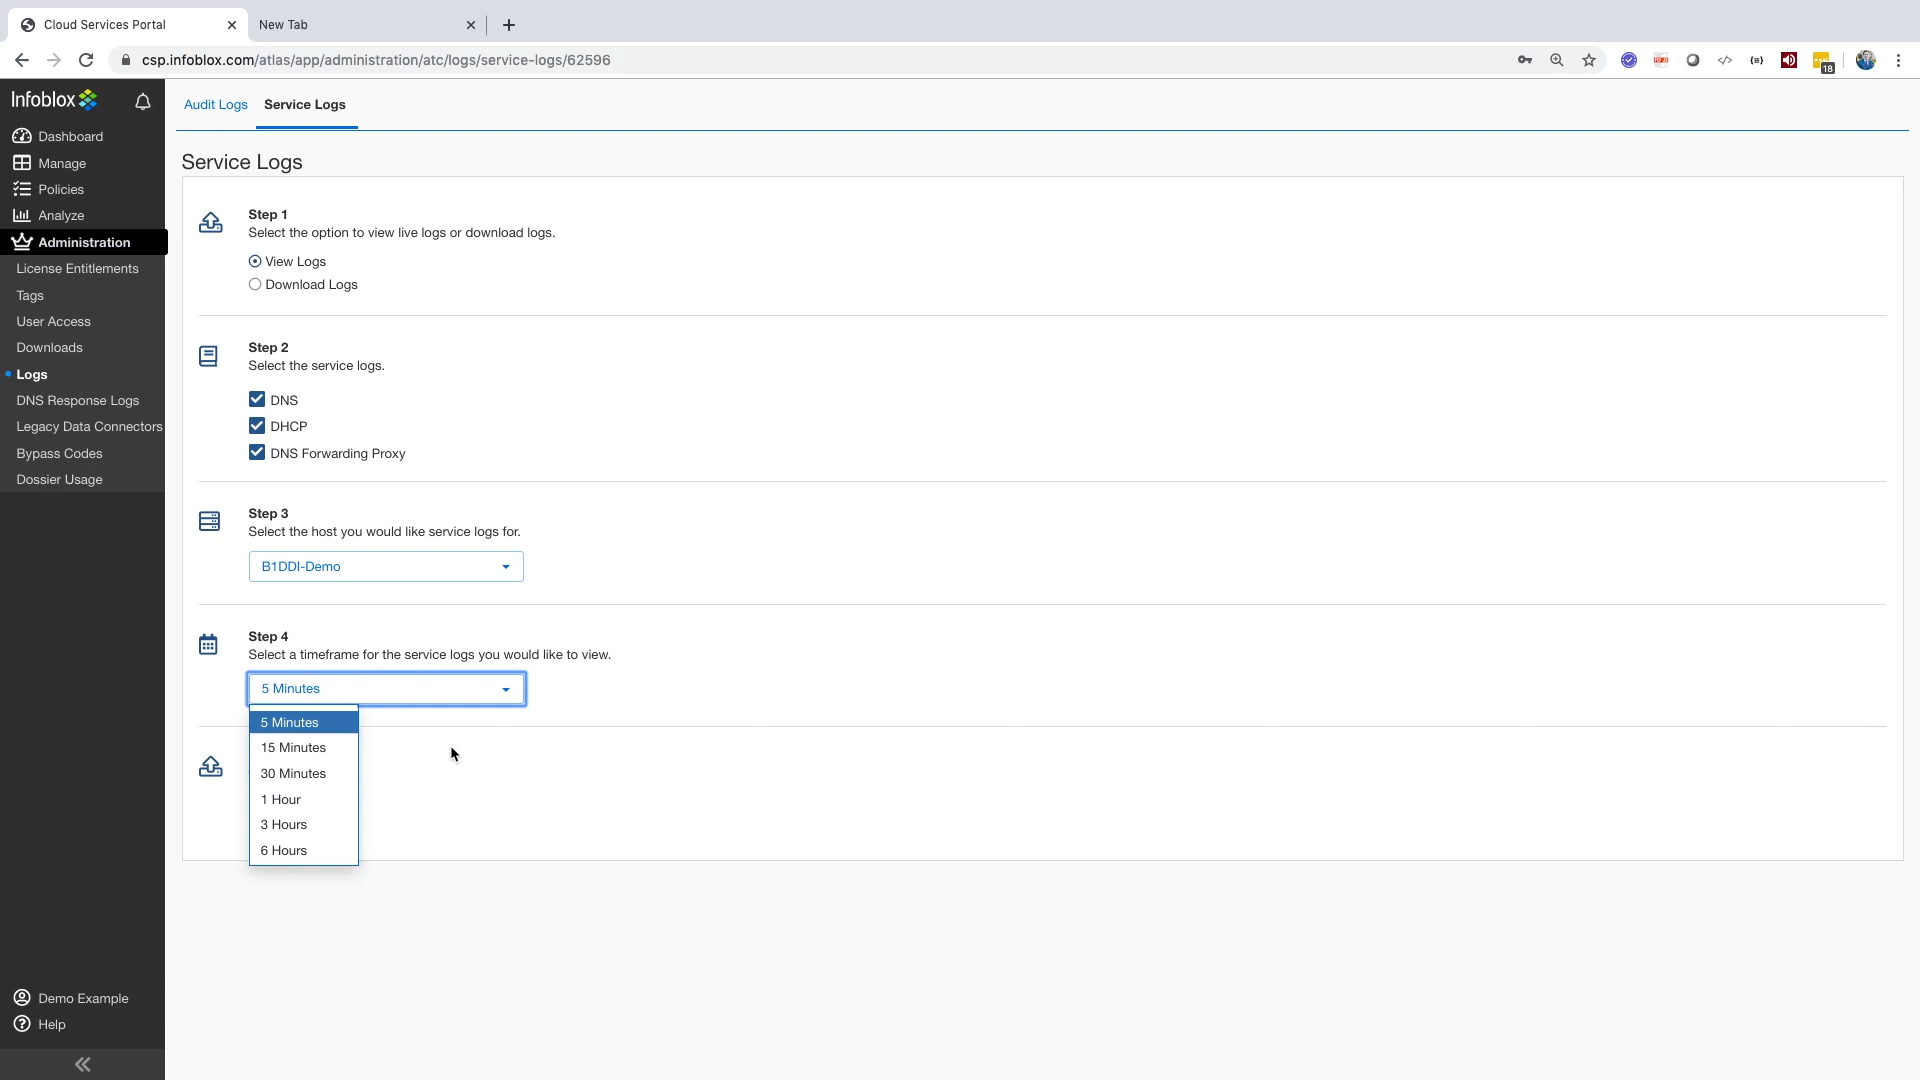 Cloud Services Portal
New Tab
csp.infoblox.com/atlas/app/administration/atc/logs/service-logs/62596
18
Infoblox
Dashboard
Manage
Policies
Analyze
Administration
License Entitlements
Tags
User Access
Downloads
Logs
DNS Response Logs
Legacy Data Connectors
Bypass Codes
Dossier Usage
Demo Example
Help
Audit Logs
Service Logs
Service Logs
Step 1
Select the option to view live logs or download logs.
View Logs
Download Logs
Step 2
Select the service logs.
DNS
DHCP
DNS Forwarding Proxy
Step 3
Select the host you would like service logs for.
B1DDI-Demo
Step 4
Select a timeframe for the service logs you would like to view.
5 Minutes
5 Minutes
15 Minutes
30 Minutes
1 Hour
3 Hours
6 Hours